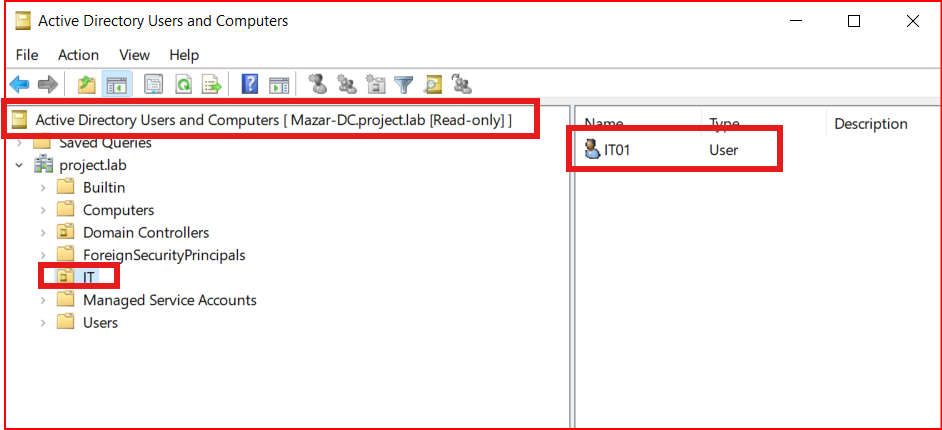 Active Directory Users and Computers
File Action View Help
Active Directory Users and Computers [ Mazar-DC.project.lab [Read-only] ]
Saved Queries
project.lab
Builtin
Computers
Domain Controllers
ForeignSecurityPrincipals
IT
Managed Service Accounts
Users
Name Type Description
IT01 User